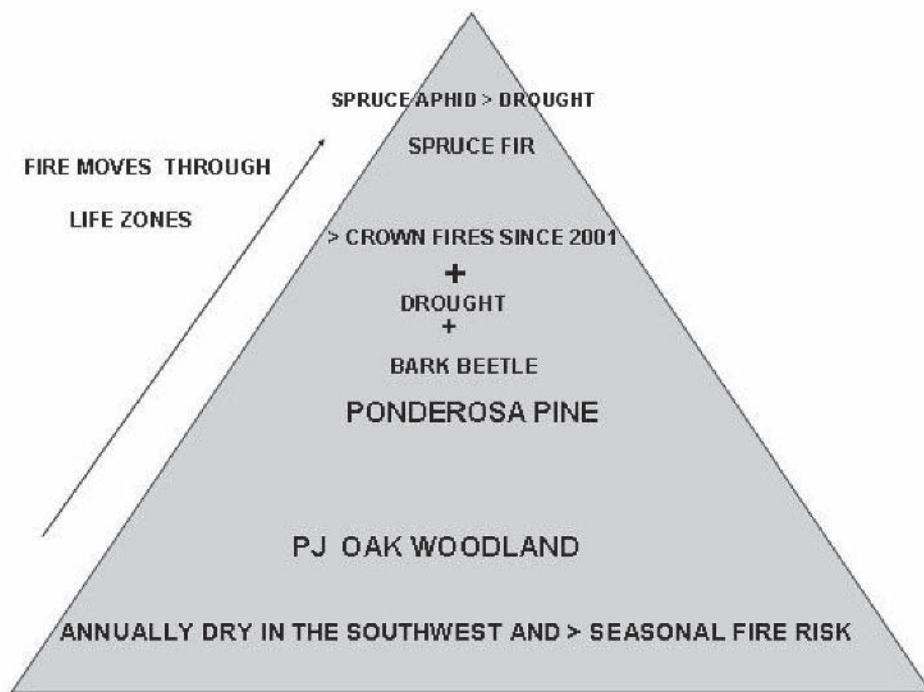 SPRUCE APHID > DROUGHT
SPRUCE FIR
FIRE MOVES THROUGH
LIFE ZONES
> CROWN FIRES SINCE 2001
+
DROUGHT
+
BARK BEETLE
PONDEROSA PINE
PJ OAK WOODLAND
ANNUALLY DRY IN THE SOUTHWEST AND > SEASONAL FIRE RISK